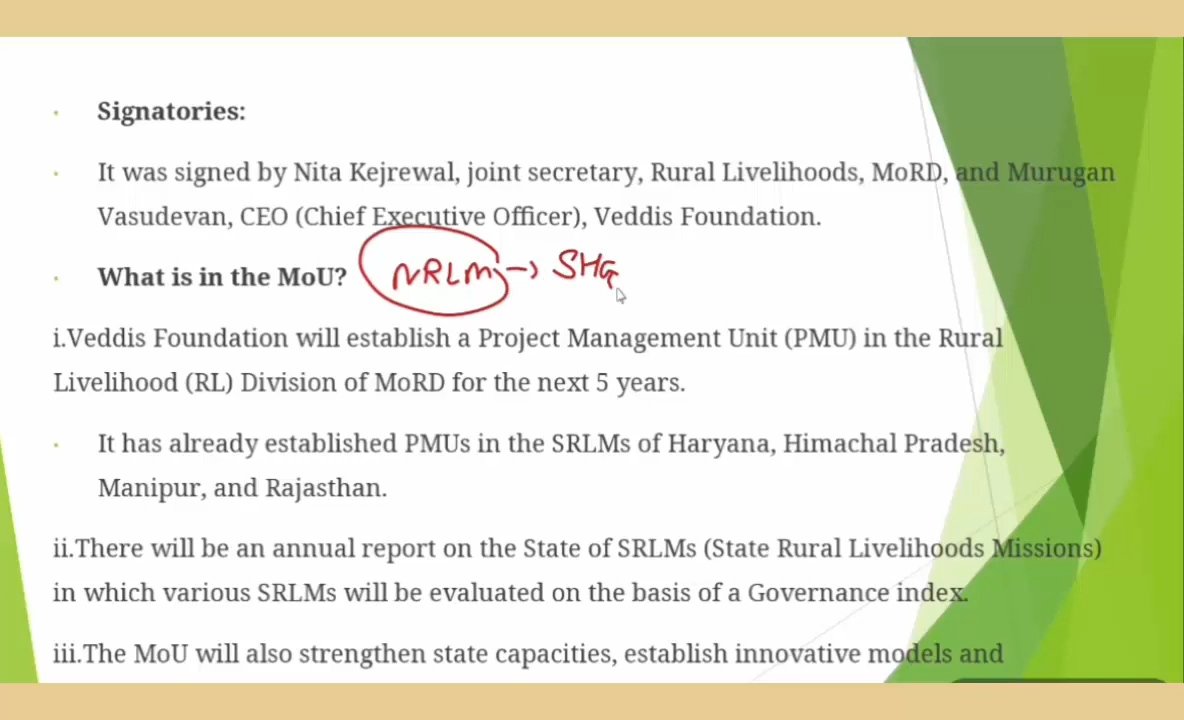 · Signatories:
· It was signed by Nita Kejrewal, joint secretary, Rural Livelihoods, MoRD, and Murugan
Vasudevan, CEO (Chief Executive Officer), Veddis Foundation.
· What is in the MoU? NRLM → SHG
i.Veddis Foundation will establish a Project Management Unit (PMU) in the Rural
Livelihood (RL) Division of MoRD for the next 5 years.
· It has already established PMUs in the SRLMs of Haryana, Himachal Pradesh,
Manipur, and Rajasthan.
ii.There will be an annual report on the State of SRLMs (State Rural Livelihoods Missions)
in which various SRLMs will be evaluated on the basis of a Governance index.
iii.The MoU will also strengthen state capacities, establish innovative models and